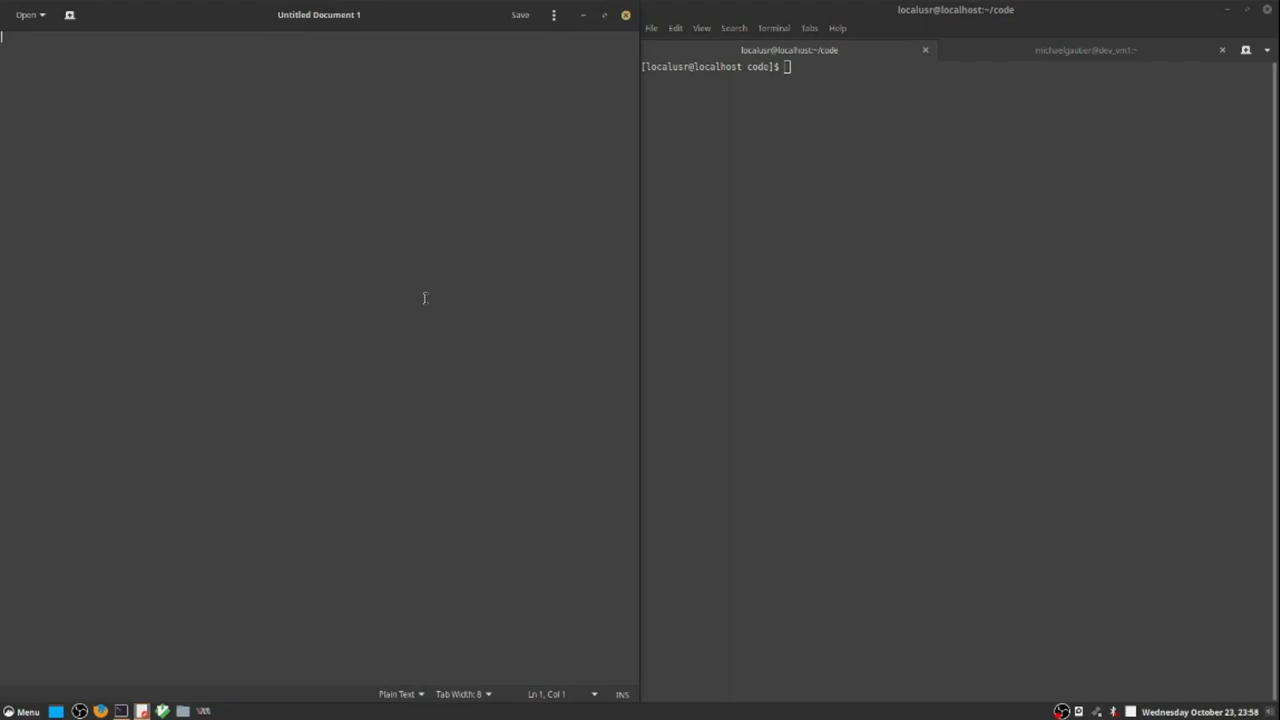 Open
Untitled Document 1
Save
localusr@localhost:~/code
File Edit View Search Terminal Tabs Help
localusr@localhost:~/code
michaelgautier@dev_vm1:~
[localusr@localhost code]$
Plain Text
Tab Width: 8
Ln 1, Col 1
INS
Menu
Wednesday October 23, 23:58